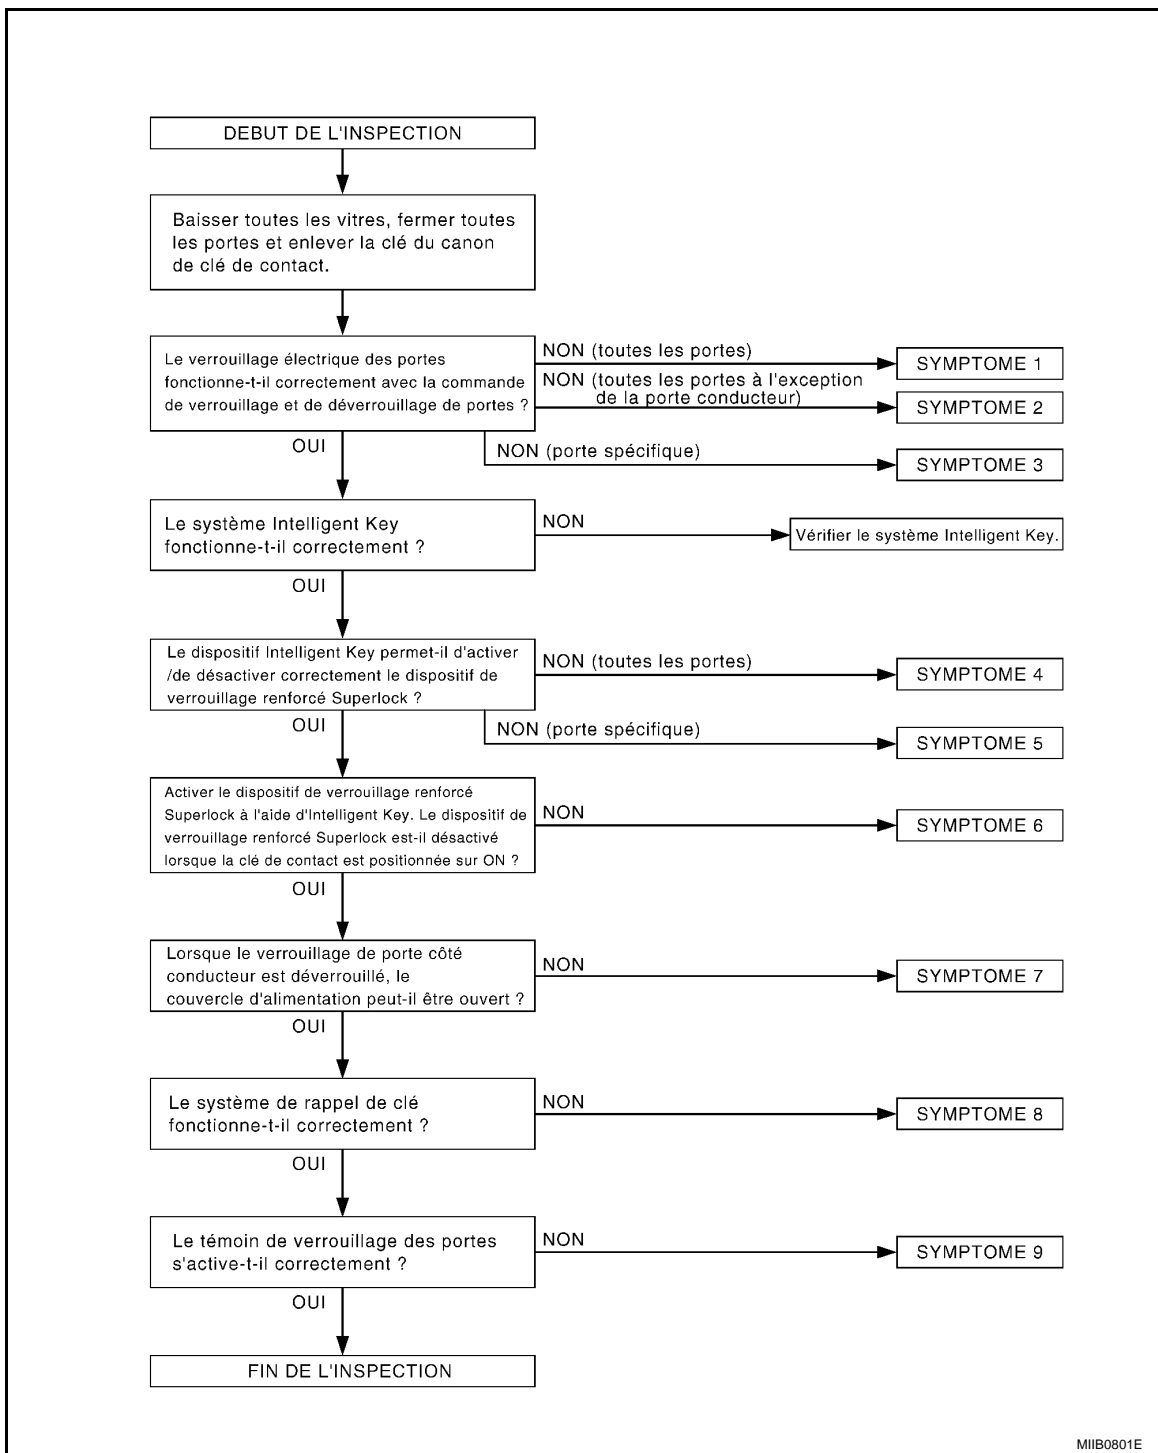 DEBUT DE L'INSPECTION
Baisser toutes les vitres, fermer toutes
les portes et enlever la clé du canon
de clé de contact.
Le verrouillage électrique des portes
fonctionne-t-il correctement avec la commande
de verrouillage et de déverrouillage de portes ?
NON (toutes les portes)
SYMPTOME 1
NON (toutes les portes à l'exception
de la porte conducteur)
SYMPTOME 2
OUI
NON (porte spécifique)
SYMPTOME 3
Le système Intelligent Key
fonctionne-t-il correctement ?
NON
Vérifier le système Intelligent Key.
OUI
Le dispositif Intelligent Key permet-il d'activer
/de désactiver correctement le dispositif de
verrouillage renforcé Superlock ?
NON (toutes les portes)
SYMPTOME 4
OUI
NON (porte spécifique)
SYMPTOME 5
Activer le dispositif de verrouillage renforcé
Superlock à l'aide d'Intelligent Key. Le dispositif de
verrouillage renforcé Superlock est-il désactivé
lorsque la clé de contact est positionnée sur ON ?
NON
SYMPTOME 6
OUI
Lorsque le verrouillage de porte côté
conducteur est déverrouillé, le
couvercle d'alimentation peut-il être ouvert ?
NON
SYMPTOME 7
OUI
Le système de rappel de clé
fonctionne-t-il correctement ?
NON
SYMPTOME 8
OUI
Le témoin de verrouillage des portes
s'active-t-il correctement ?
NON
SYMPTOME 9
OUI
FIN DE L'INSPECTION
MIIB0801E